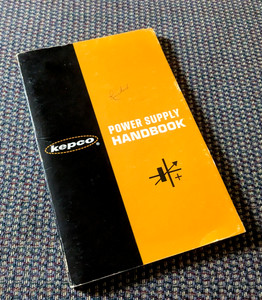 kepco®
POWER SUPPLY
HANDBOOK
+